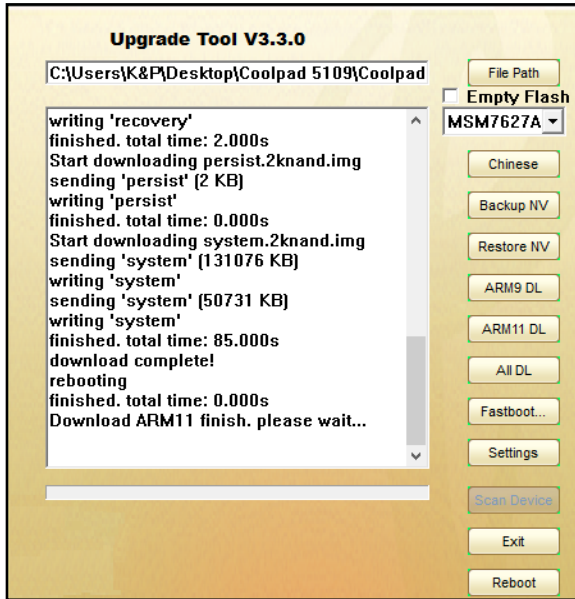 Upgrade Tool V3.3.0
C:\Users\K&P\Desktop\Coolpad 5109\Coolpad
File Path
Empty Flash
MSM7627A
writing 'recovery'
finished. total time: 2.000s
Start downloading persist.2knand.img
sending 'persist' (2 KB)
writing 'persist'
finished. total time: 0.000s
Start downloading system.2knand.img
sending 'system' (131076 KB)
writing 'system'
sending 'system' (50731 KB)
writing 'system'
finished. total time: 85.000s
download complete!
rebooting
finished. total time: 0.000s
Download ARM11 finish. please wait...
Chinese
Backup NV
Restore NV
ARM9 DL
ARM11 DL
All DL
Fastboot...
Settings
Scan Device
Exit
Reboot